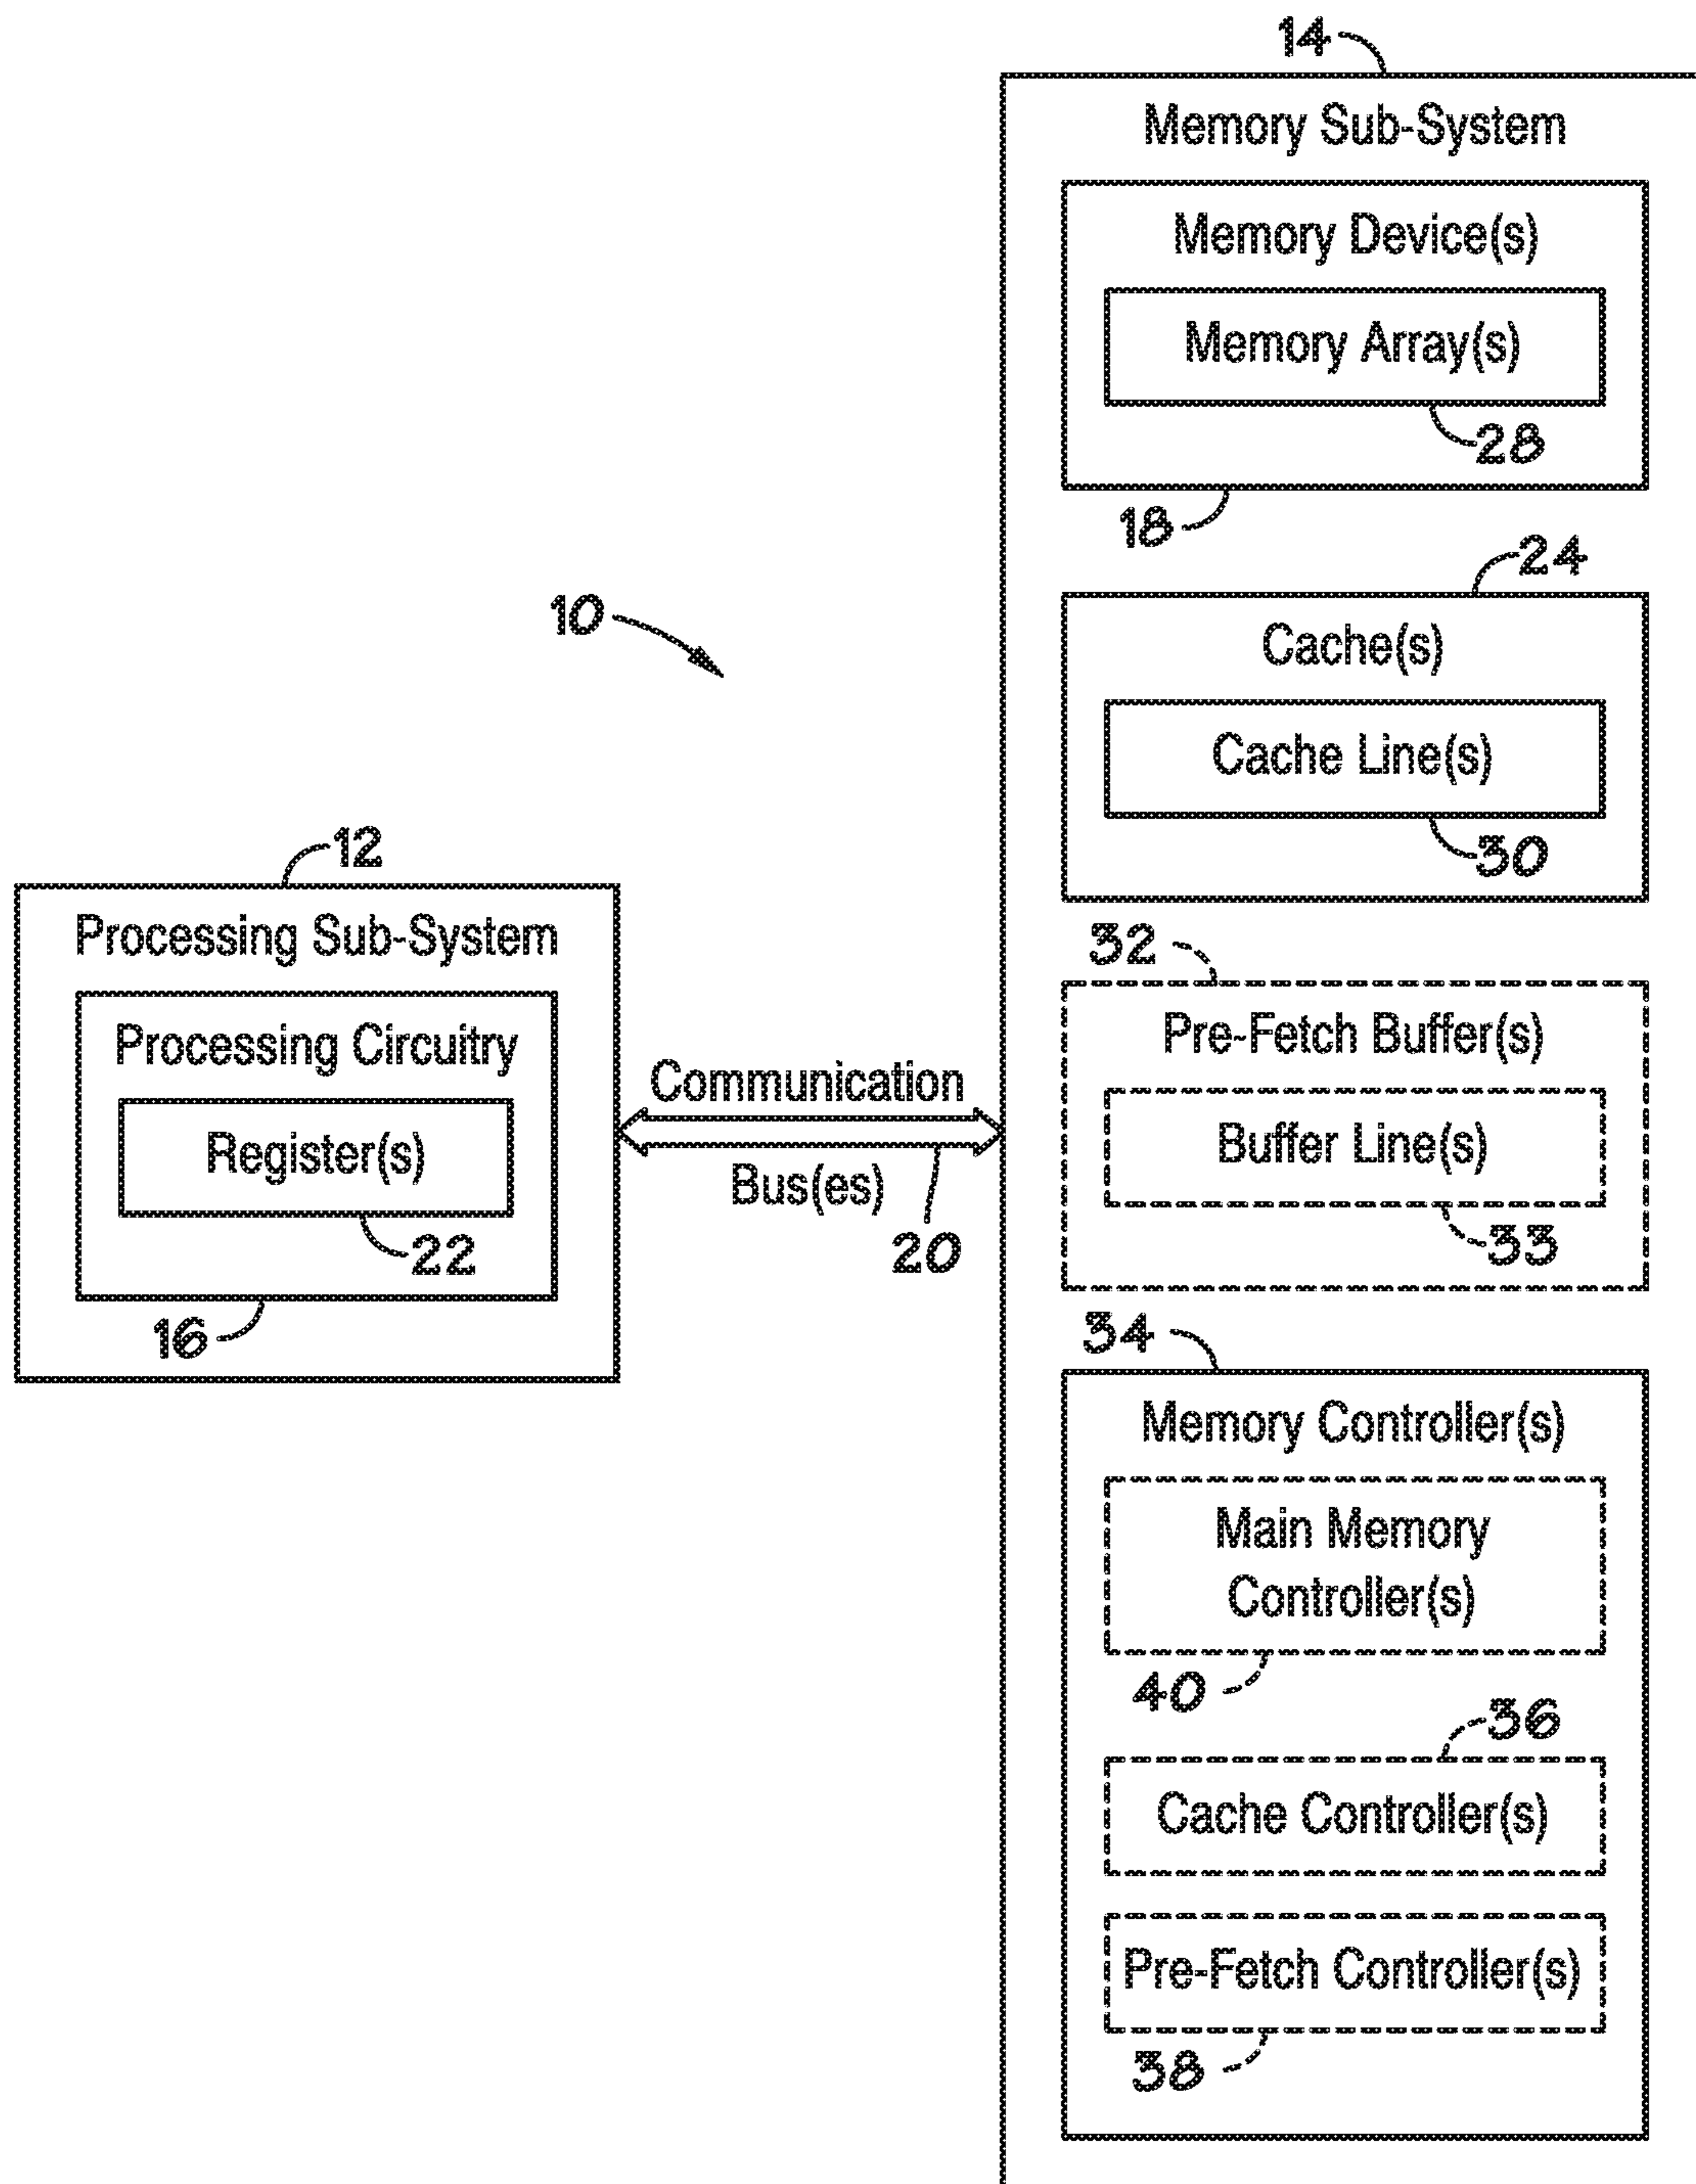 14
Memory Sub-System
Memory Device(s)
Memory Array(s)
28
18
24
10
Cache(s)
Cache Line(s)
30
12
Processing Sub-System
Processing Circuitry
Register(s)
22
16
Communication
Bus(es)
20
32
Pre-Fetch Buffer(s)
Buffer Line(s)
33
34
Memory Controller(s)
Main Memory
Controller(s)
40
36
Cache Controller(s)
Pre-Fetch Controller(s)
38